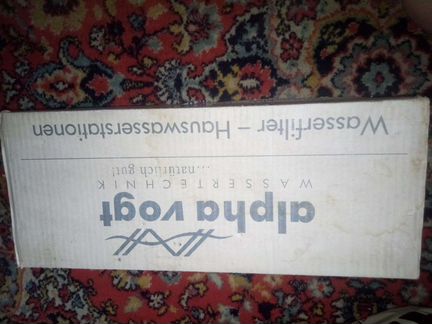 alpha vogt
WASSERTECHNIK
...natürlich gut!
Wasserfilter – Hauswasserstationen